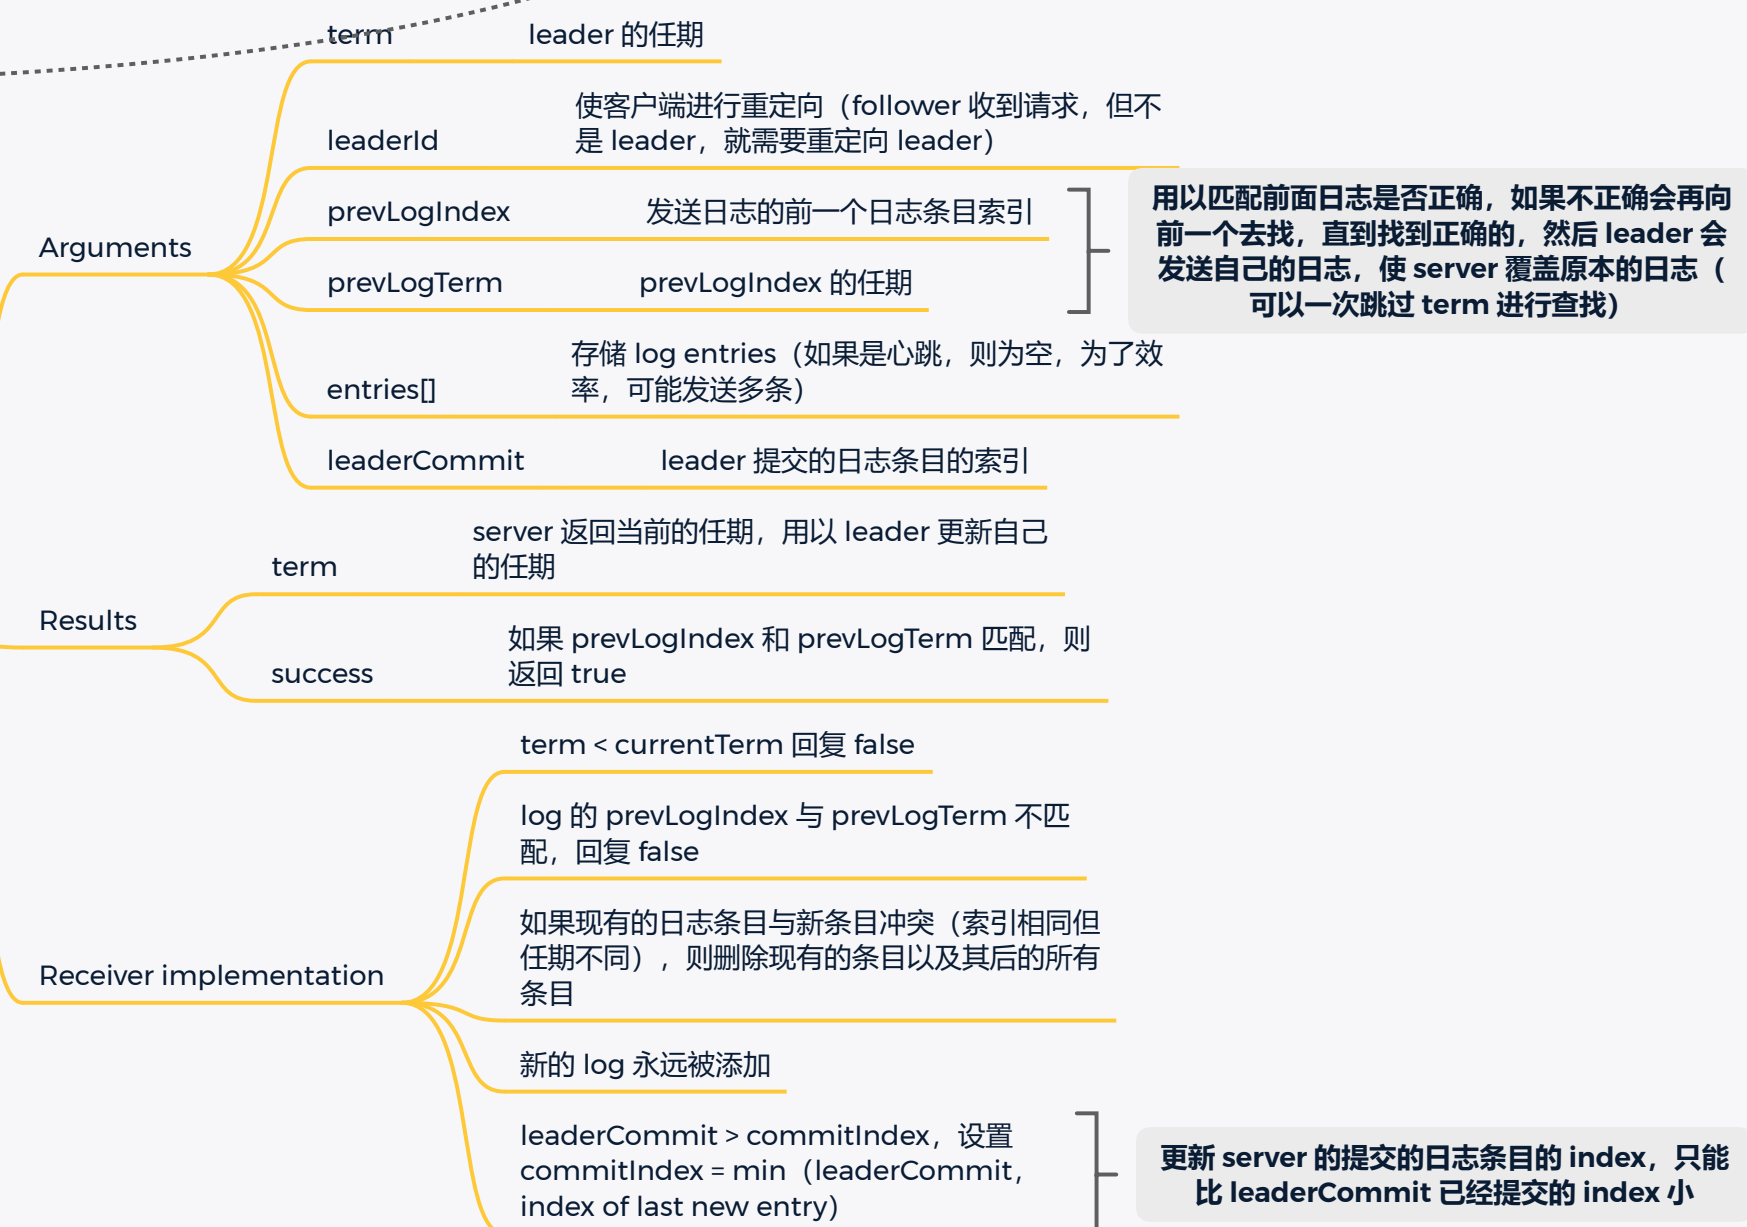 term
leader 的任期
leaderId
使客户端进行重定向（follower 收到请求，但不
是 leader，就需要重定向 leader）
prevLogIndex
发送日志的前一个日志条目索引
prevLogTerm
prevLogIndex 的任期
用以匹配前面日志是否正确，如果不正确会再向
前一个去找，直到找到正确的，然后 leader 会
发送自己的日志，使 server 覆盖原本的日志（
可以一次跳过 term 进行查找）
Arguments
entries[]
存储 log entries（如果是心跳，则为空，为了效
率，可能发送多条）
leaderCommit
leader 提交的日志条目的索引
Results
term
server 返回当前的任期，用以 leader 更新自己
的任期
success
如果 prevLogIndex 和 prevLogTerm 匹配，则
返回 true
Receiver implementation
term < currentTerm 回复 false
log 的 prevLogIndex 与 prevLogTerm 不匹
配，回复 false
如果现有的日志条目与新条目冲突（索引相同但
任期不同），则删除现有的条目以及其后的所有
条目
新的 log 永远被添加
leaderCommit > commitIndex，设置
commitIndex = min（leaderCommit，
index of last new entry）
更新 server 的提交的日志条目的 index，只能
比 leaderCommit 已经提交的 index 小